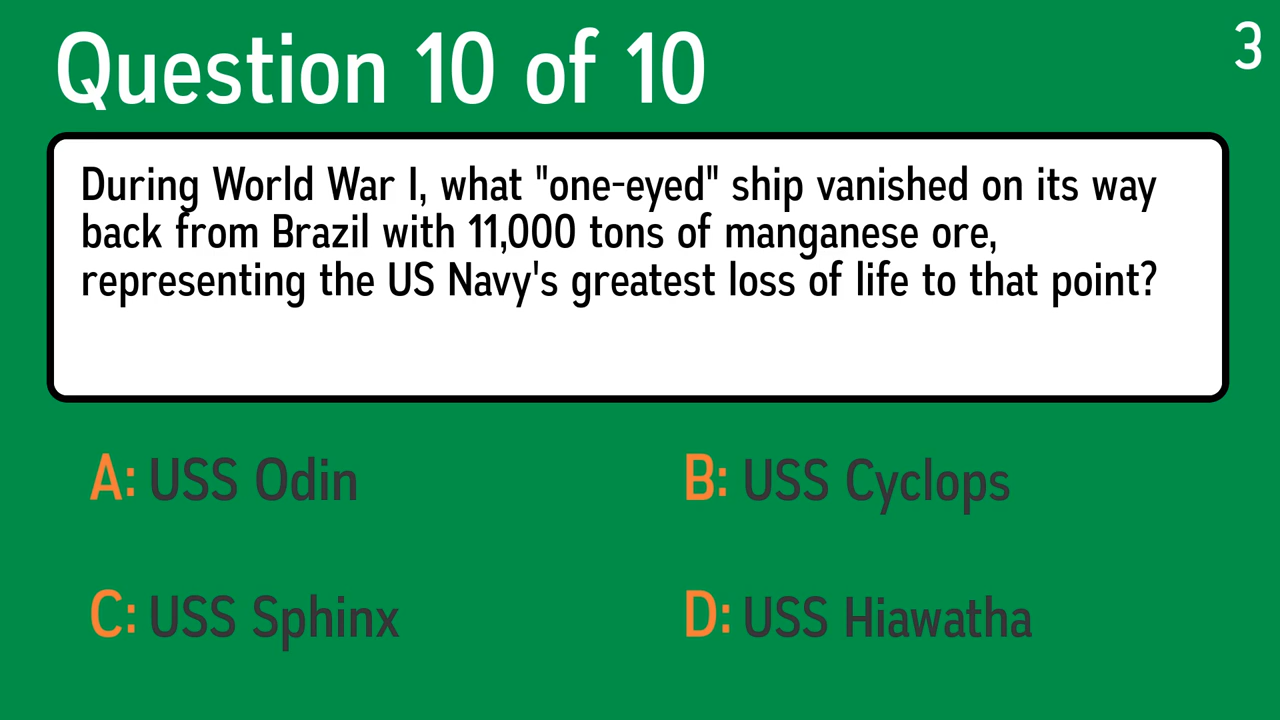 Question 10 of 10
3
During World War I, what "one-eyed" ship vanished on its way
back from Brazil with 11,000 tons of manganese ore,
representing the US Navy's greatest loss of life to that point?
A: USS Odin
B: USS Cyclops
C: USS Sphinx
D: USS Hiawatha